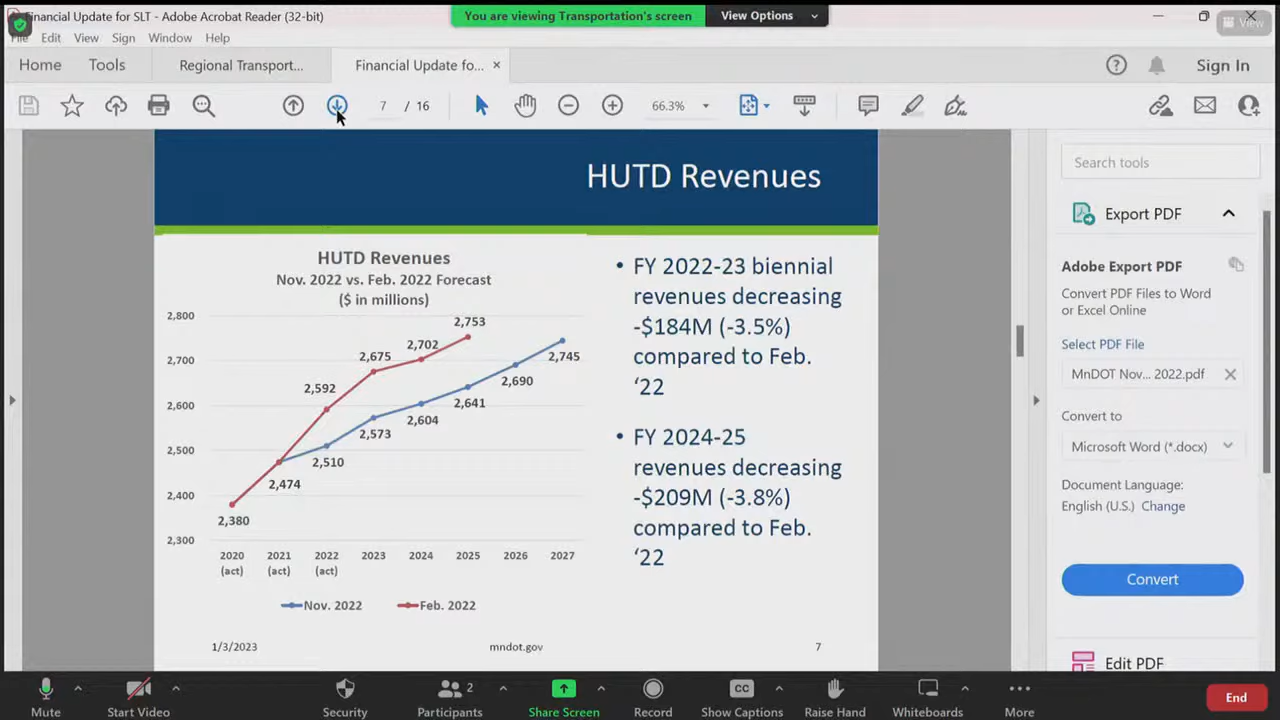 Financial Update for SLT - Adobe Acrobat Reader (32-bit)
You are viewing Transportation's screen
View Options
View
File Edit View Sign Window Help
Home Tools Regional Transport... Financial Update fo... ×
Sign In
7 / 16
66.3%
HUTD Revenues
HUTD Revenues
Nov. 2022 vs. Feb. 2022 Forecast
($ in millions)
2,800
2,700
2,600
2,500
2,400
2,300
2,753
2,702
2,675
2,592
2,745
2,690
2,641
2,604
2,573
2,510
2,474
2,380
2020 (act)
2021 (act)
2022 (act)
2023
2024
2025
2026
2027
Nov. 2022 Feb. 2022
• FY 2022-23 biennial
revenues decreasing
-$184M (-3.5%)
compared to Feb.
‘22
• FY 2024-25
revenues decreasing
-$209M (-3.8%)
compared to Feb.
‘22
1/3/2023 mndot.gov 7
Search tools
Export PDF
Adobe Export PDF
Convert PDF Files to Word
or Excel Online
Select PDF File
MnDOT Nov... 2022.pdf
Convert to
Microsoft Word (*.docx)
Document Language:
English (U.S.) Change
Convert
Edit PDF
Mute
Start Video
Security
2
Participants
Share Screen
Record
CC
Show Captions
Raise Hand
Whiteboards
More
End